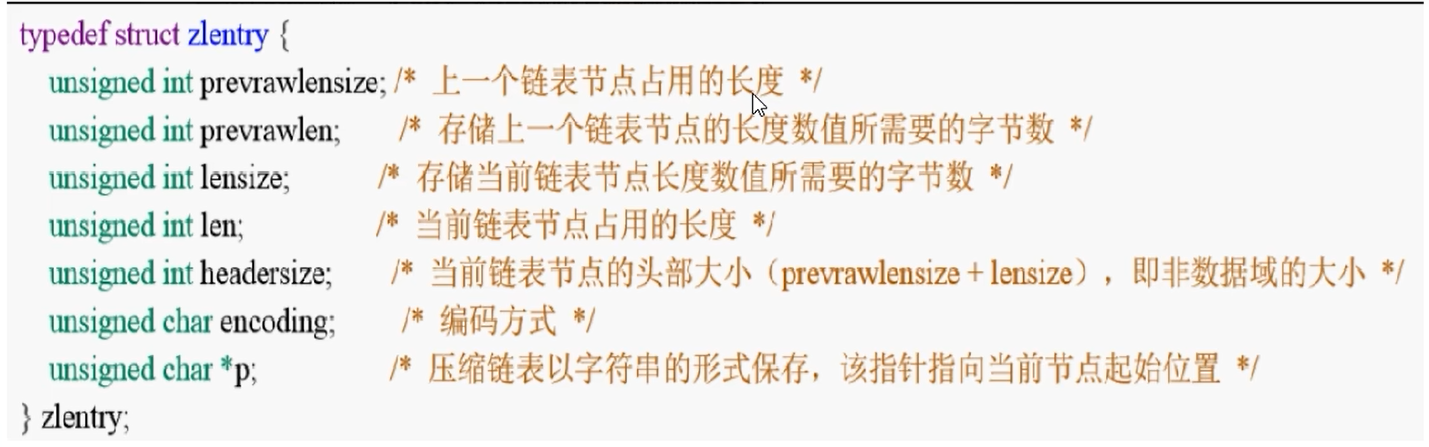 typedef struct zlentry {
unsigned int prevrawlensize; /* 上一个链表节点占用的长度 */
unsigned int prevrawlen; /* 存储上一个链表节点的长度数值所需要的字节数 */
unsigned int lensize; /* 存储当前链表节点长度数值所需要的字节数 */
unsigned int len; /* 当前链表节点占用的长度 */
unsigned int headersize; /* 当前链表节点的头部大小（prevrawlensize + lensize），即非数据域的大小 */
unsigned char encoding; /* 编码方式 */
unsigned char *p; /* 压缩链表以字符串的形式保存，该指针指向当前节点起始位置 */
} zlentry;